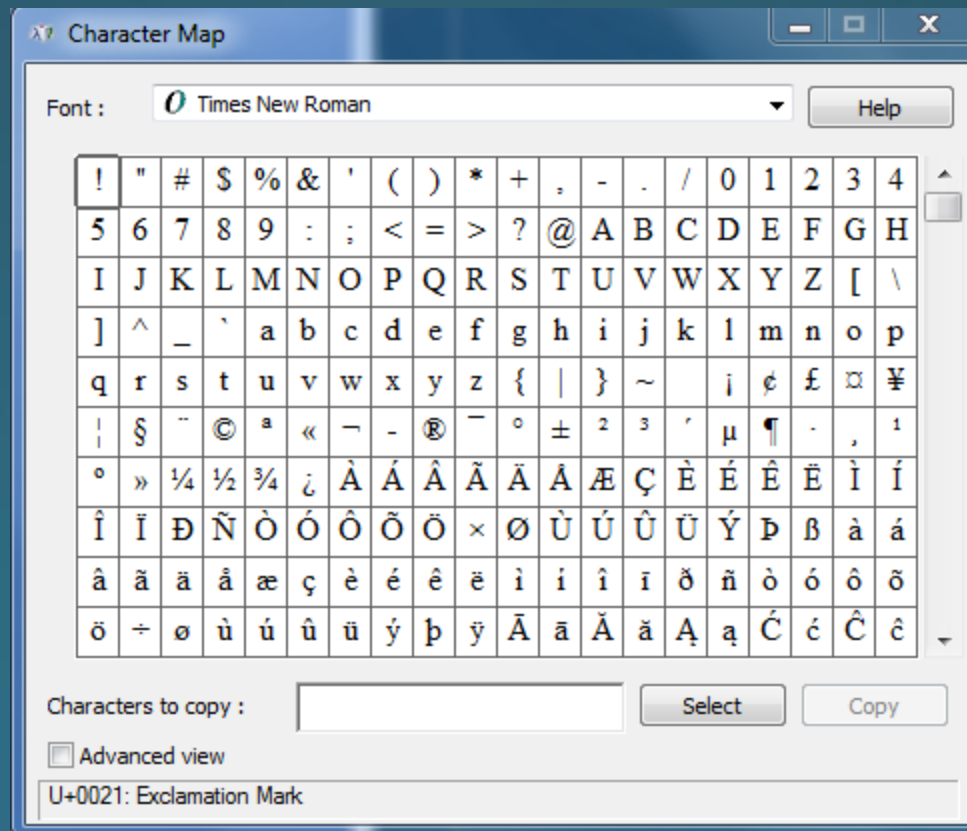 Character Map
Font :
Times New Roman
Help
! " # $ % & ' ( ) * + , - . / 0 1 2 3 4
5 6 7 8 9 : ; < = > ? @ A B C D E F G H
I J K L M N O P Q R S T U V W X Y Z [ \
] ^ _ ` a b c d e f g h i j k l m n o p
q r s t u v w x y z { | } ~ ¡ ¢ £ ¤ ¥
¦ § ¨ © ª « ¬ - ® ¯ ° ± ² ³ ´ µ ¶ · ¸ ¹
º » ¼ ½ ¾ ¿ À Á Â Ã Ä Å Æ Ç È É Ê Ë Ì Í
Î Ï Ð Ñ Ò Ó Ô Õ Ö × Ø Ù Ú Û Ü Ý Þ ß à á
â ã ä å æ ç è é ê ë ì í î ï ð ñ ò ó ô õ
ö ÷ ø ù ú û ü ý þ ÿ Ā ā Ă ă Ą ą Ć ć Ĉ ĉ
Characters to copy :
Select
Copy
Advanced view
U+0021: Exclamation Mark